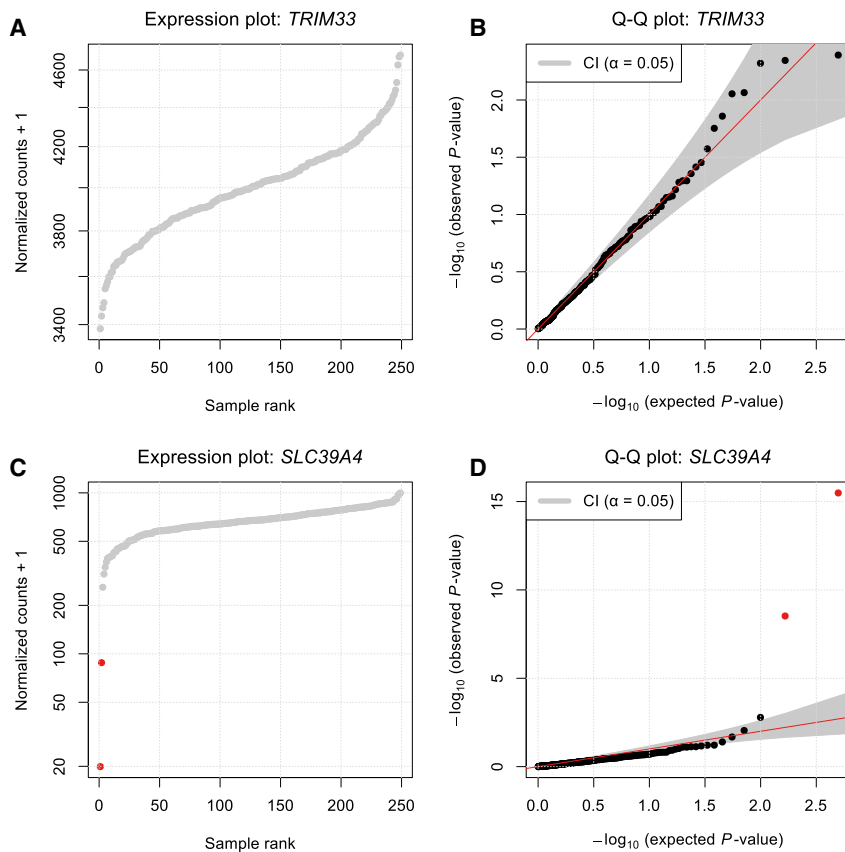 A
Expression plot: TRIM33
Normalized counts + 1
3400
3800
4200
4600
0
50
100
150
200
250
Sample rank
B
Q-Q plot: TRIM33
CI (α = 0.05)
−log10 (observed P-value)
0.0
0.5
1.0
1.5
2.0
0.0
0.5
1.0
1.5
2.0
2.5
−log10 (expected P-value)
C
Expression plot: SLC39A4
Normalized counts + 1
20
50
100
200
500
1000
0
50
100
150
200
250
Sample rank
D
Q-Q plot: SLC39A4
CI (α = 0.05)
−log10 (observed P-value)
0
5
10
15
0.0
0.5
1.0
1.5
2.0
2.5
−log10 (expected P-value)